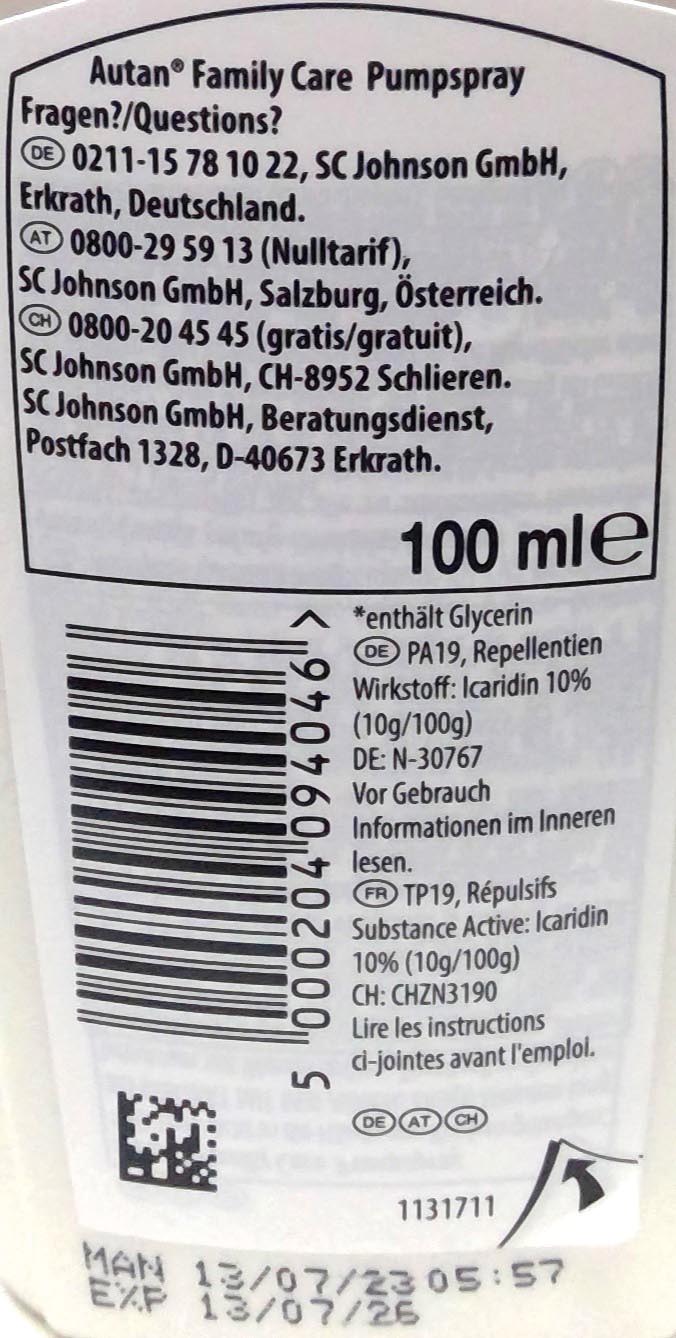 Autan® Family Care Pumpspray
Fragen?/Questions?
DE 0211-15 78 10 22, SC Johnson GmbH,
Erkrath, Deutschland.
AT 0800-29 59 13 (Nulltarif),
SC Johnson GmbH, Salzburg, Österreich.
CH 0800-20 45 45 (gratis/gratuit),
SC Johnson GmbH, CH-8952 Schlieren.
SC Johnson GmbH, Beratungsdienst,
Postfach 1328, D-40673 Erkrath.
100 ml e
5 000204 094046 >
*enthält Glycerin
DE PA19, Repellentien
Wirkstoff: Icaridin 10%
(10g/100g)
DE: N-30767
Vor Gebrauch
Informationen im Inneren
lesen.
FR TP19, Répulsifs
Substance Active: Icaridin
10% (10g/100g)
CH: CHZN3190
Lire les instructions
ci-jointes avant l'emploi.
DE AT CH
1131711
MAN 13/07/23 05:57
EXP 13/07/26